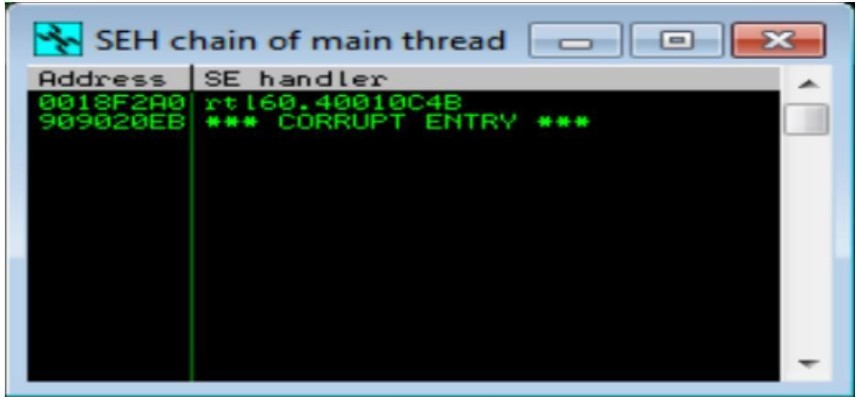 SEH chain of main thread
Address SE handler
0018F2A0 rtl60.40010C4B
909020EB *** CORRUPT ENTRY ***